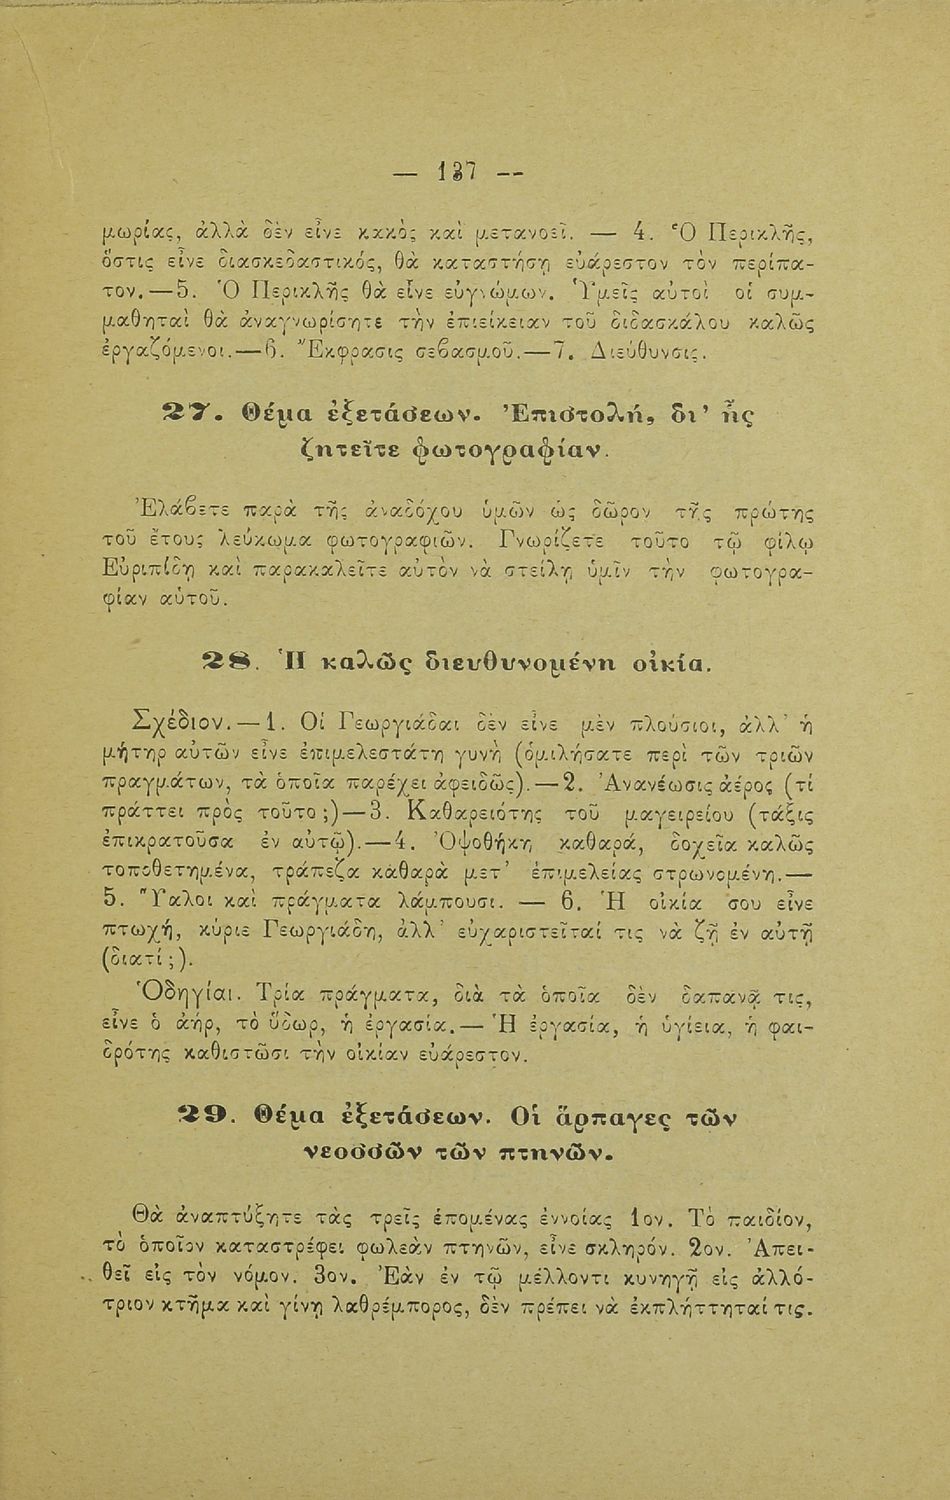 — 137 —
μωρίας, ἀλλὰ δὲν εἶνε κακὸς καὶ μετανοεῖ. — 4. Ὁ Περικλῆς,
ὅστις εἶνε διασκεδαστικός, θὰ καταστήσῃ εὐάρεστον τὸν περίπα-
τον. — 5. Ὁ Περικλῆς θὰ εἶνε εὐγνώμων. Ὑμεῖς αὐτοὶ οἱ συμ-
μαθηταὶ θὰ ἀναγνωρίσητε τὴν ἐπιείκειαν τοῦ διδασκάλου καλῶς
ἐργαζόμενοι. — 6. Ἔκφρασις σεβασμοῦ. — 7. Διεύθυνσις.
27. Θέμα ἐξετάσεων. Ἐπιστολή, δι' ἧς
ζητεῖτε φωτογραφίαν.
Ἐλάβετε παρὰ τῆς ἀναδόχου ὑμῶν ὡς δῶρον τῆς πρώτης
τοῦ ἔτους λεύκωμα φωτογραφιῶν. Γνωρίζετε τοῦτο τῷ φίλῳ
Εὐριπίδῃ καὶ παρακαλεῖτε αὐτὸν νὰ στείλῃ ὑμῖν τὴν φωτογρα-
φίαν αὐτοῦ.
28. Ἡ καλῶς διευθυνομένη οἰκία.
Σχέδιον. — 1. Οἱ Γεωργιάδαι δὲν εἶνε μὲν πλούσιοι, ἀλλ' ἡ
μήτηρ αὐτῶν εἶνε ἐπιμελεστάτη γυνὴ (ὁμιλήσατε περὶ τῶν τριῶν
πραγμάτων, τὰ ὁποῖα παρέχει ἀφειδῶς). — 2. Ἀνανέωσις ἀέρος (τί
πράττει πρὸς τοῦτο ;) — 3. Καθαρειότης τοῦ μαγειρείου (τάξις
ἐπικρατοῦσα ἐν αὐτῷ). — 4. Ὀψοθήκη καθαρά, δοχεῖα καλῶς
τοποθετημένα, τράπεζα καθαρὰ μετ' ἐπιμελείας στρωνομένη. —
5. Ὕαλοι καὶ πράγματα λάμπουσι. — 6. Ἡ οἰκία σου εἶνε
πτωχή, κύριε Γεωργιάδη, ἀλλ' εὐχαριστεῖταί τις νὰ ζῇ ἐν αὐτῇ
(διατί ;).
Ὁδηγίαι. Τρία πράγματα, διὰ τὰ ὁποῖα δὲν δαπανᾷ τις,
εἶνε ὁ ἀήρ, τὸ ὕδωρ, ἡ ἐργασία. — Ἡ ἐργασία, ἡ ὑγίεια, ἡ φαι-
δρότης καθιστῶσι τὴν οἰκίαν εὐάρεστον.
29. Θέμα ἐξετάσεων. Οἱ ἅρπαγες τῶν
νεοσσῶν τῶν πτηνῶν.
Θὰ ἀναπτύξητε τὰς τρεῖς ἑπομένας ἐννοίας 1ον. Τὸ παιδίον,
τὸ ὁποῖον καταστρέφει φωλεὰν πτηνῶν, εἶνε σκληρόν. 2ον. Ἀπει-
θεῖ εἰς τὸν νόμον. 3ον. Ἐὰν ἐν τῷ μέλλοντι κυνηγῇ εἰς ἀλλό-
τριον κτῆμα καὶ γίνῃ λαθρέμπορος, δὲν πρέπει νὰ ἐκπλήττηταί τις.